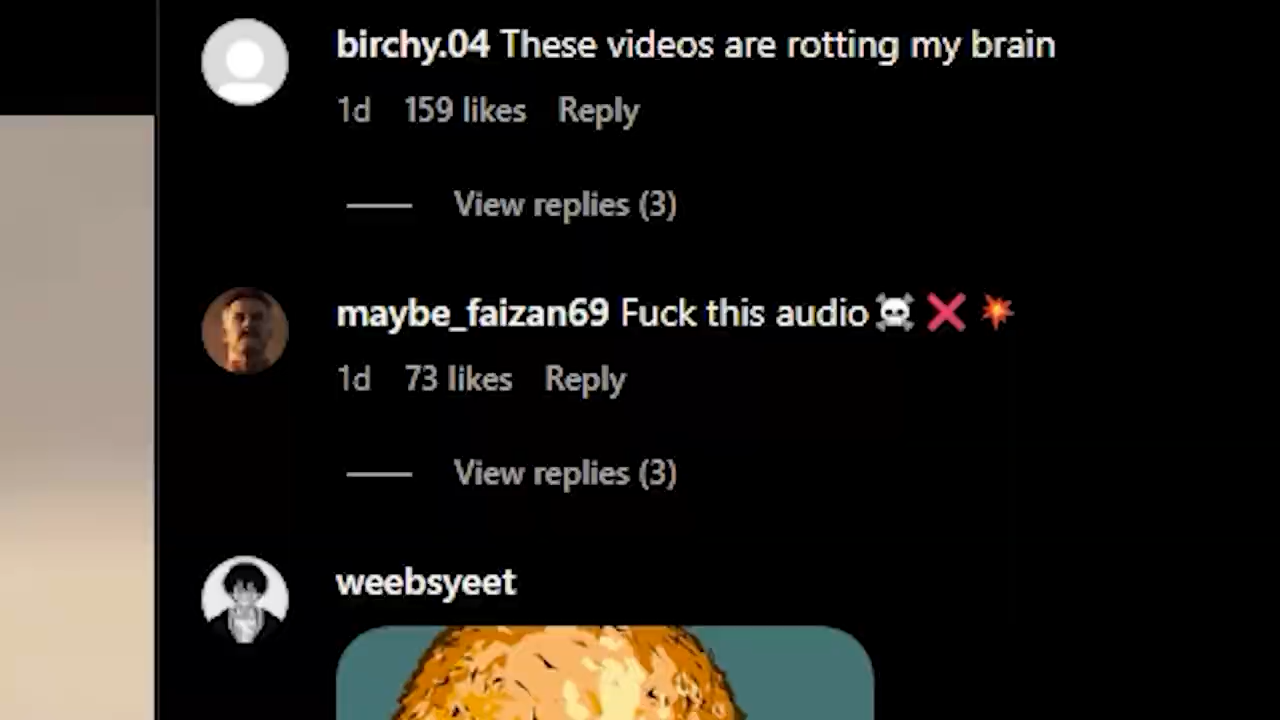 birchy.04 These videos are rotting my brain
1d 159 likes Reply
View replies (3)
maybe_faizan69 Fuck this audio☠️❌💥
1d 73 likes Reply
View replies (3)
weebsyeet